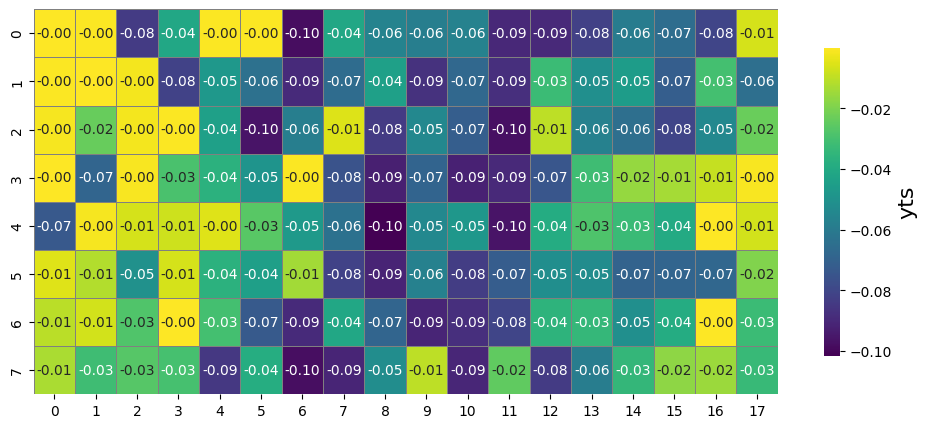 0 -0.00 -0.00 -0.08 -0.04 -0.00 -0.00 -0.10 -0.04 -0.06 -0.06 -0.06 -0.09 -0.09 -0.08 -0.06 -0.07 -0.08 -0.01
1 -0.00 -0.00 -0.00 -0.08 -0.05 -0.06 -0.09 -0.07 -0.04 -0.09 -0.07 -0.09 -0.03 -0.05 -0.05 -0.07 -0.03 -0.06
2 -0.00 -0.02 -0.00 -0.00 -0.04 -0.10 -0.06 -0.01 -0.08 -0.05 -0.07 -0.10 -0.01 -0.06 -0.06 -0.08 -0.05 -0.02
3 -0.00 -0.07 -0.00 -0.03 -0.04 -0.05 -0.00 -0.08 -0.09 -0.07 -0.09 -0.09 -0.07 -0.03 -0.02 -0.01 -0.01 -0.00
4 -0.07 -0.00 -0.01 -0.01 -0.00 -0.03 -0.05 -0.06 -0.10 -0.05 -0.05 -0.10 -0.04 -0.03 -0.03 -0.04 -0.00 -0.01
5 -0.01 -0.01 -0.05 -0.01 -0.04 -0.04 -0.01 -0.08 -0.09 -0.06 -0.08 -0.07 -0.05 -0.05 -0.07 -0.07 -0.07 -0.02
6 -0.01 -0.01 -0.03 -0.00 -0.03 -0.07 -0.09 -0.04 -0.07 -0.09 -0.09 -0.08 -0.04 -0.03 -0.05 -0.04 -0.00 -0.03
7 -0.01 -0.03 -0.03 -0.03 -0.09 -0.04 -0.10 -0.09 -0.05 -0.01 -0.09 -0.02 -0.08 -0.06 -0.03 -0.02 -0.02 -0.03
0 1 2 3 4 5 6 7 8 9 10 11 12 13 14 15 16 17
−0.02
−0.04
−0.06
−0.08
−0.10
yts